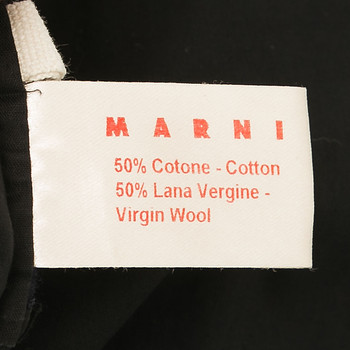 MARNI
50% Cotone - Cotton
50% Lana Vergine -
Virgin Wool